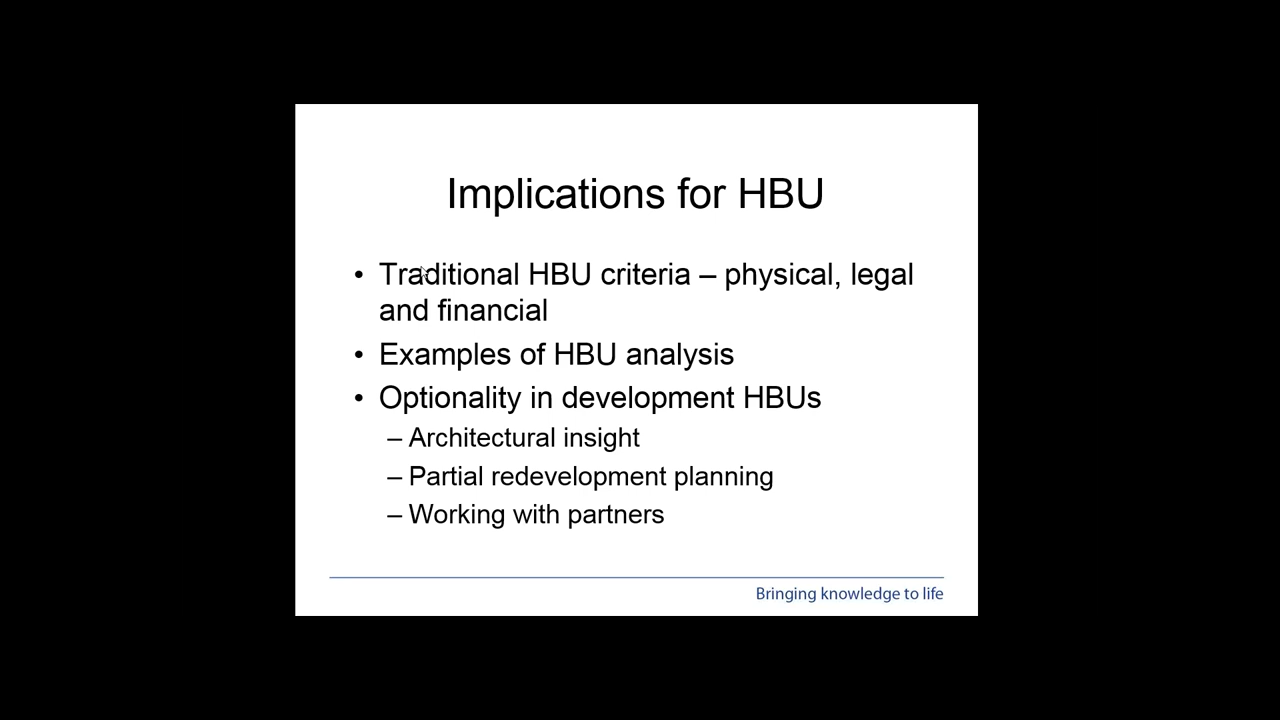 Implications for HBU
• Traditional HBU criteria – physical, legal
and financial
• Examples of HBU analysis
• Optionality in development HBUs
– Architectural insight
– Partial redevelopment planning
– Working with partners
Bringing knowledge to life